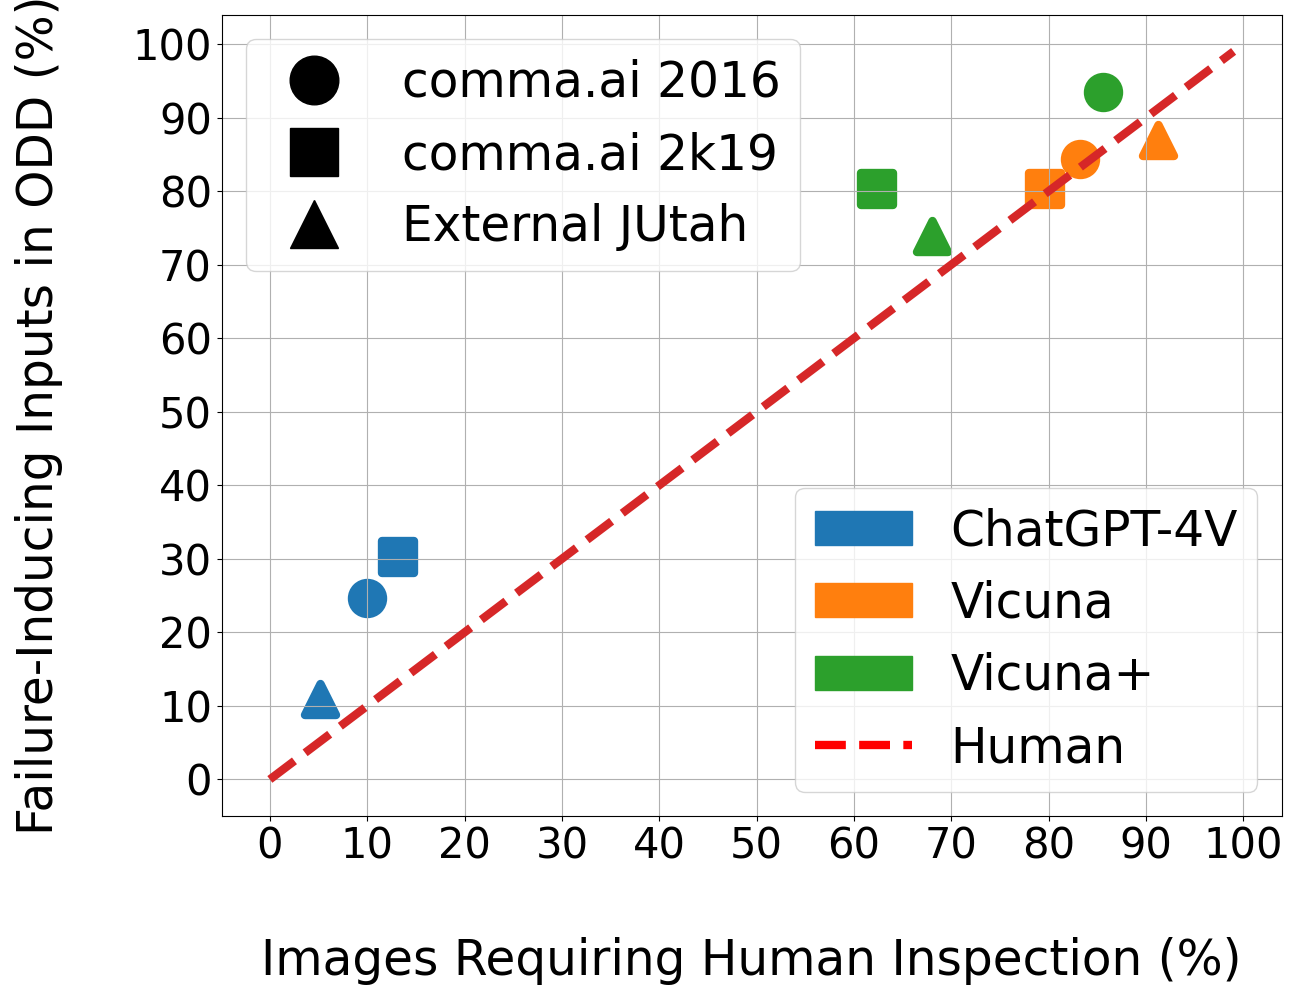 Failure-Inducing Inputs in ODD (%)
100
90
80
70
60
50
40
30
20
10
0
comma.ai 2016
comma.ai 2k19
External JUtah
ChatGPT-4V
Vicuna
Vicuna+
Human
0 10 20 30 40 50 60 70 80 90 100
Images Requiring Human Inspection (%)